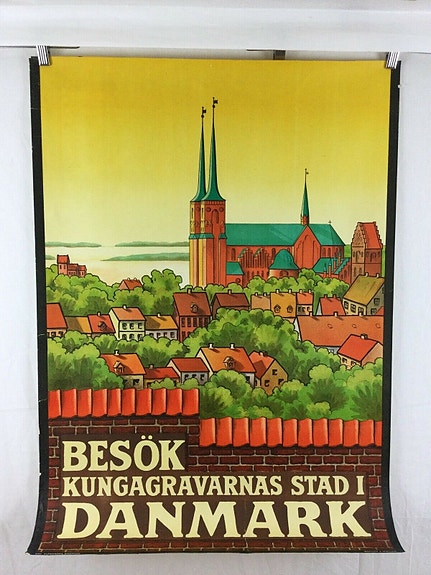 BESÖK
KUNGAGRAVARNAS STAD I
DANMARK